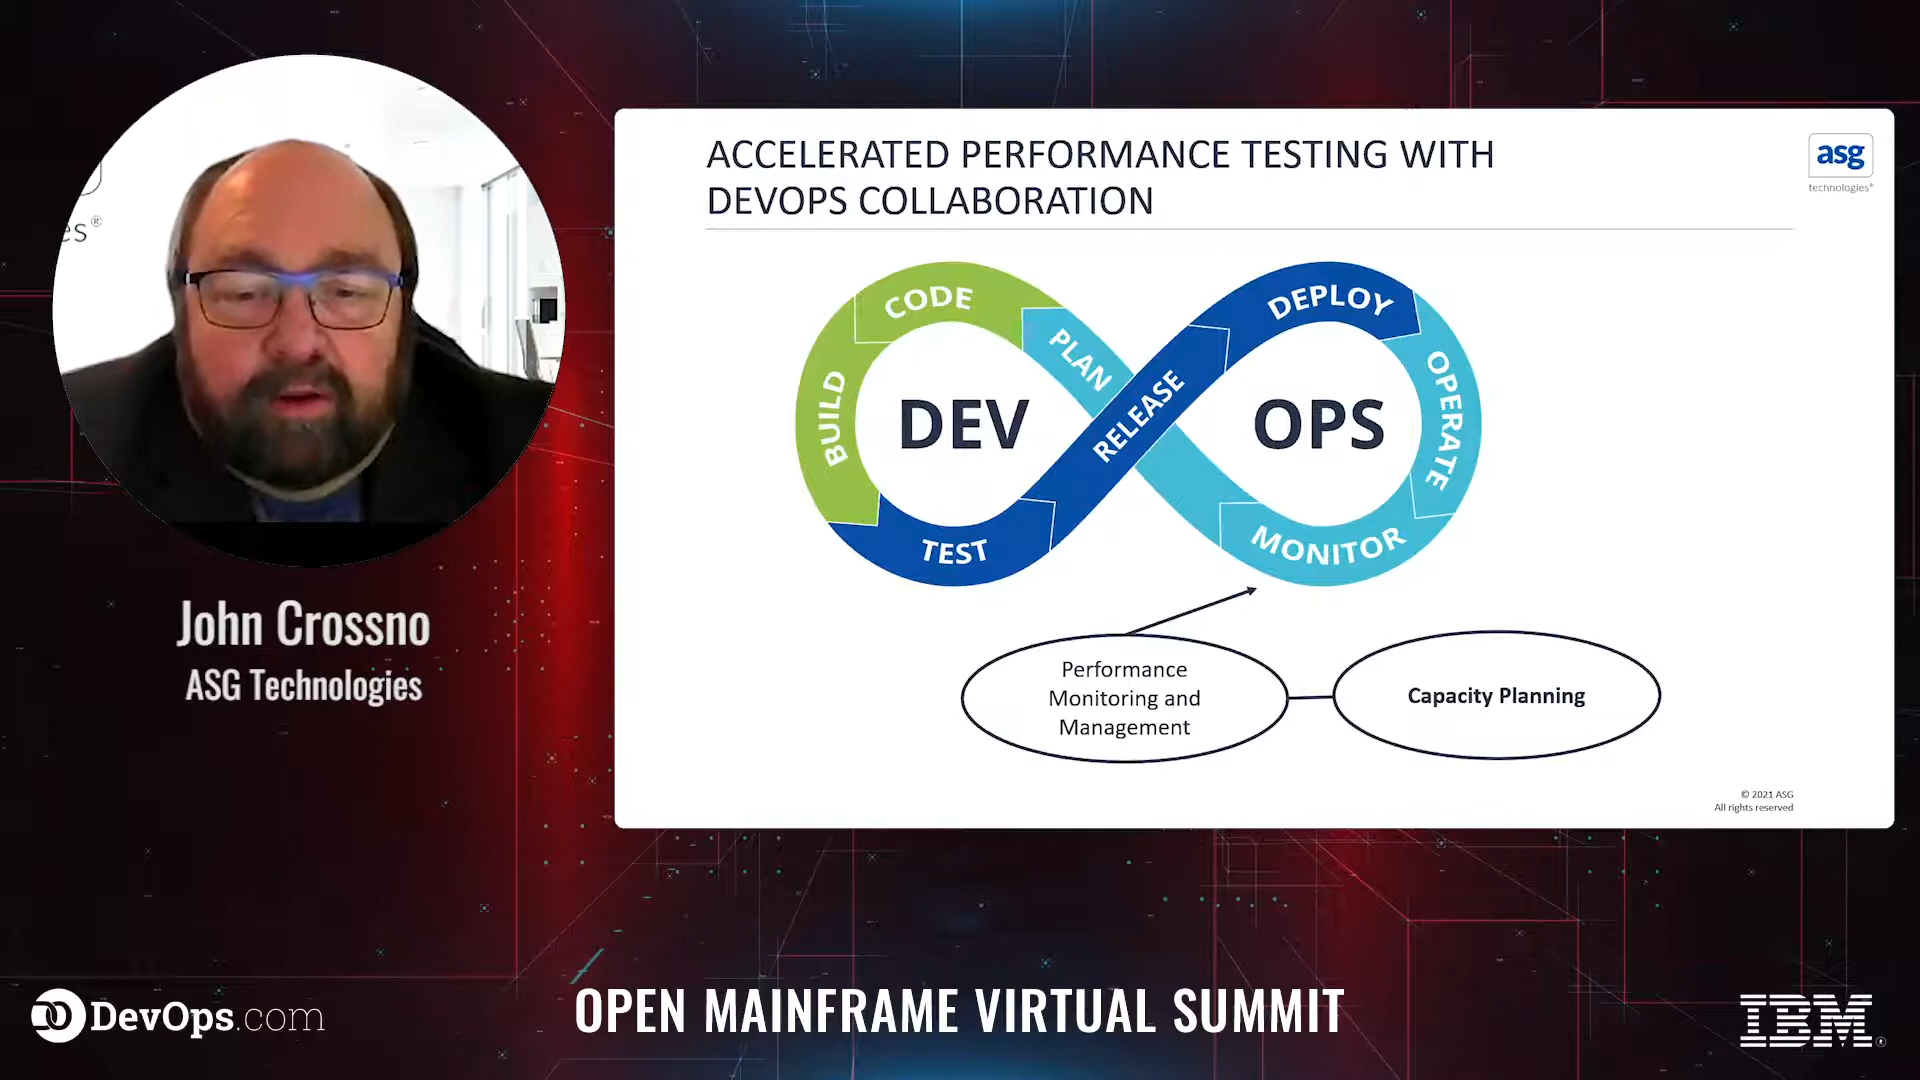 es®
John Crossno
ASG Technologies
ACCELERATED PERFORMANCE TESTING WITH
DEVOPS COLLABORATION
asg
technologies®
CODE
PLAN
BUILD
DEV
TEST
RELEASE
DEPLOY
OPS
OPERATE
MONITOR
Performance
Monitoring and
Management
Capacity Planning
© 2021 ASG
All rights reserved
DevOps.com
OPEN MAINFRAME VIRTUAL SUMMIT
IBM®